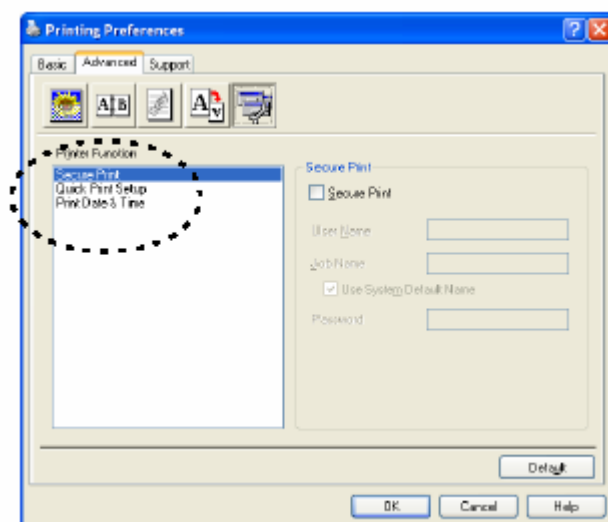 Printing Preferences
Basic Advanced Support
A B
A
Printer Function
Secure Print
Quick Print Setup
Print Date & Time
Secure Print
Secure Print
User Name
Job Name
Use System Default Name
Password
Default
OK Cancel Help